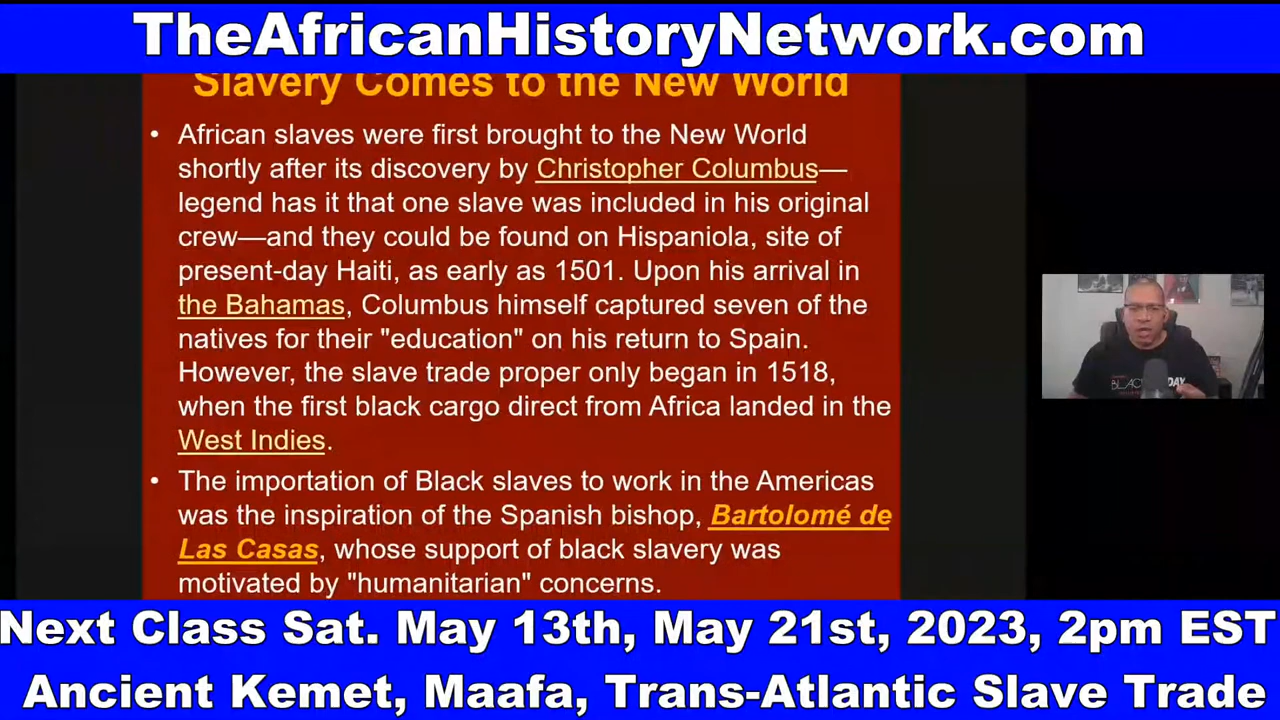 TheAfricanHistoryNetwork.com
Slavery Comes to the New World
• African slaves were first brought to the New World
shortly after its discovery by Christopher Columbus—
legend has it that one slave was included in his original
crew—and they could be found on Hispaniola, site of
present-day Haiti, as early as 1501. Upon his arrival in
the Bahamas, Columbus himself captured seven of the
natives for their "education" on his return to Spain.
However, the slave trade proper only began in 1518,
when the first black cargo direct from Africa landed in the
West Indies.
• The importation of Black slaves to work in the Americas
was the inspiration of the Spanish bishop, Bartolomé de
Las Casas, whose support of black slavery was
motivated by "humanitarian" concerns.
Next Class Sat. May 13th, May 21st, 2023, 2pm EST
Ancient Kemet, Maafa, Trans-Atlantic Slave Trade